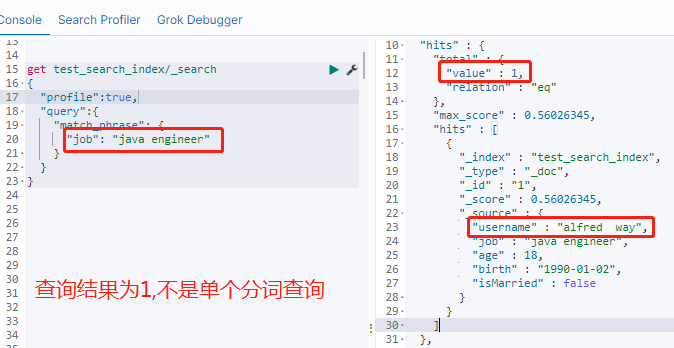 Console Search Profiler Grok Debugger
13
14
15 get test_search_index/_search
16 {
17 "profile":true,
18 "query":{
19 "match_phrase": {
20 "job": "java engineer"
21 }
22 }
23 }
24
25
26
27
28
29
30
31
32
33
34
35
查询结果为1,不是单个分词查询
10 "hits" : {
11 "total" : {
12 "value" : 1,
13 "relation" : "eq"
14 },
15 "max_score" : 0.56026345,
16 "hits" : [
17 {
18 "_index" : "test_search_index",
19 "_type" : "_doc",
20 "_id" : "1",
21 "_score" : 0.56026345,
22 "_source" : {
23 "username" : "alfred way",
24 "job" : "java engineer",
25 "age" : 18,
26 "birth" : "1990-01-02",
27 "isMarried" : false
28 }
29 }
30 ]
31 },